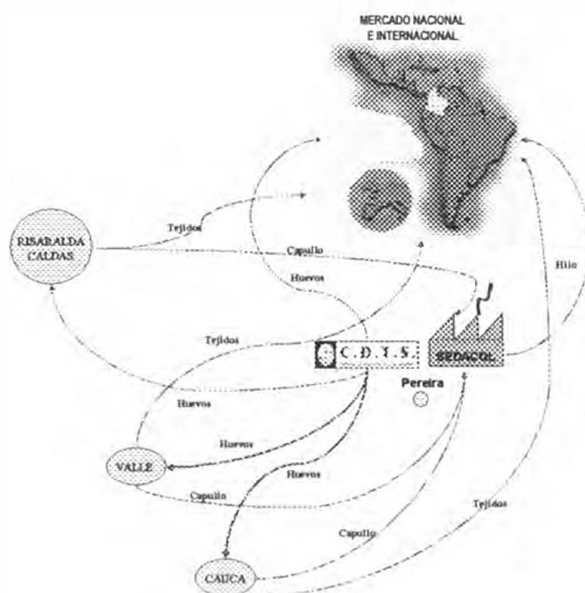 MERCADO NACIONAL
E INTERNACIONAL
Tejidos
RISARALDA
CALDAS
Capullo
Hilo
Huevos
Tejidos
C.D.T.S.
SEDACOL
Pereira
Huevos
Huevos
VALLE
Huevos
Capullo
Tejidos
Capullo
CAUCA